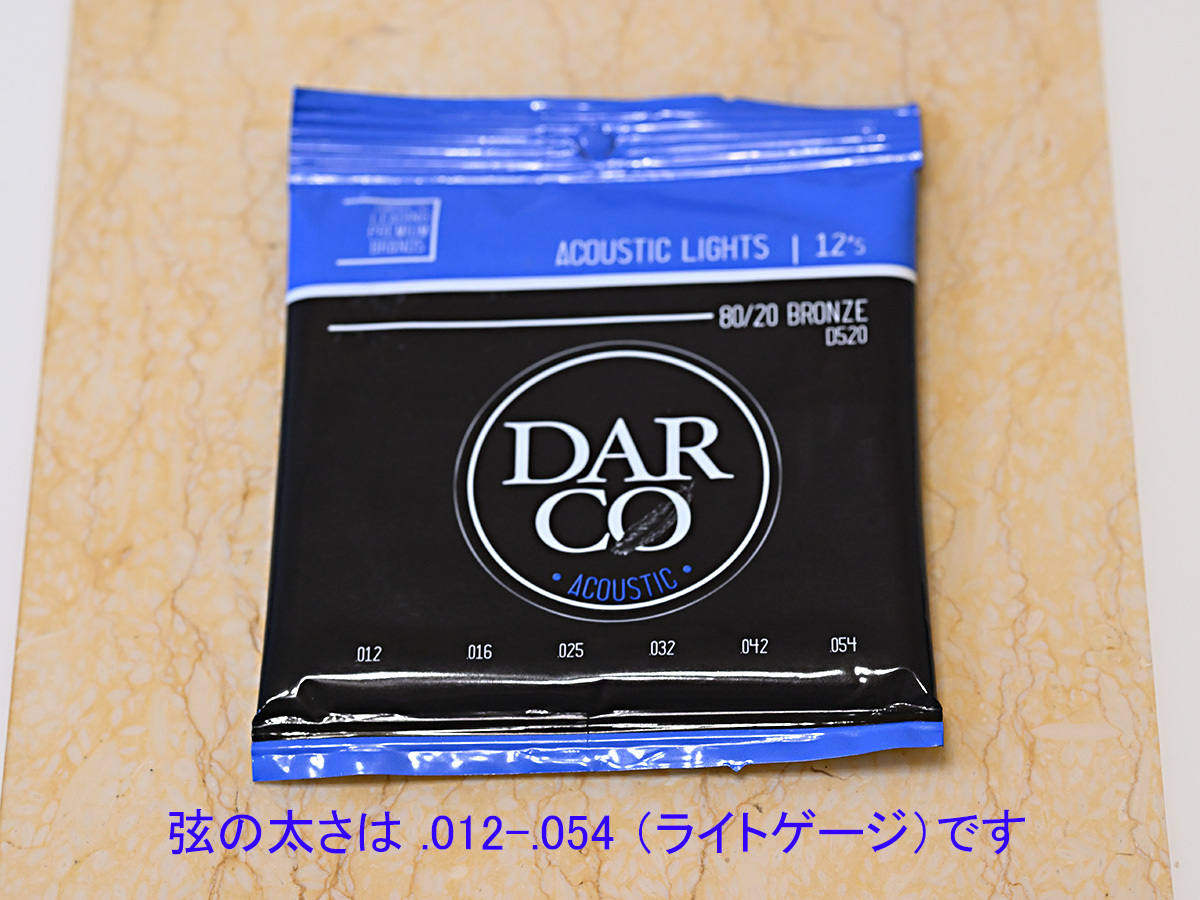 LEADING
PREMIUM
BRANDS
ACOUSTIC LIGHTS | 12's
80/20 BRONZE
D520
DAR
CO
• ACOUSTIC •
.012 .016 .025 .032 .042 .054
弦の太さは .012-.054 （ライトゲージ）です